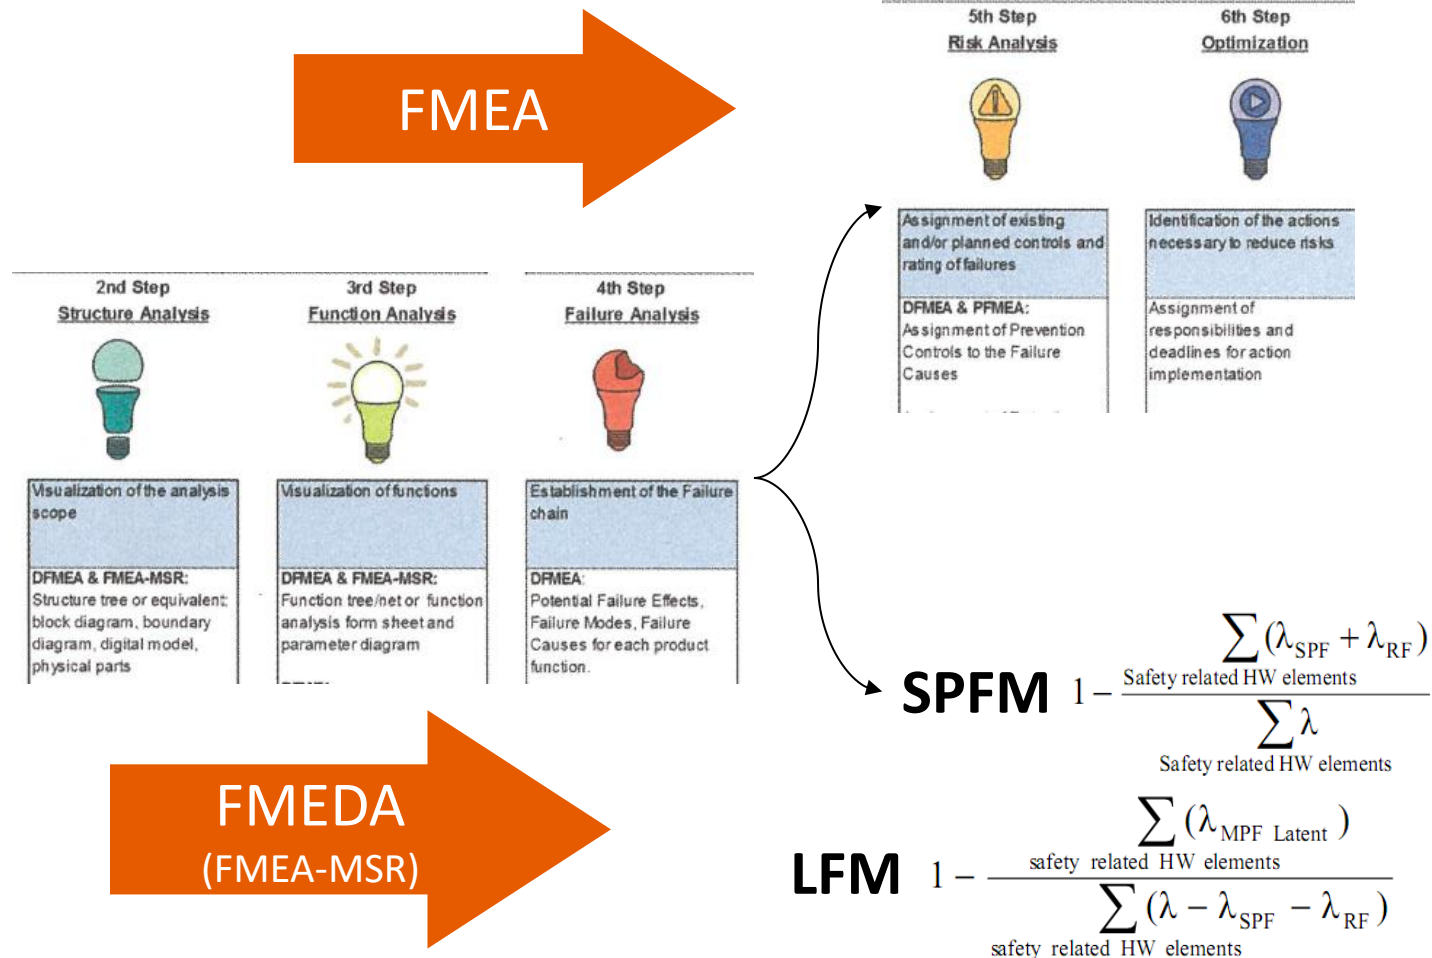 FMEA
5th Step
Risk Analysis
Assignment of existing
and/or planned controls and
rating of failures
DFMEA & PFMEA:
Assignment of Prevention
Controls to the Failure
Causes
6th Step
Optimization
Identification of the actions
necessary to reduce risks
Assignment of
responsibilities and
deadlines for action
implementation
2nd Step
Structure Analysis
Visualization of the analysis
scope
DFMEA & FMEA-MSR:
Structure tree or equivalent:
block diagram, boundary
diagram, digital model,
physical parts
3rd Step
Function Analysis
Visualization of functions
DFMEA & FMEA-MSR:
Function tree/net or function
analysis form sheet and
parameter diagram
4th Step
Failure Analysis
Establishment of the Failure
chain
DFMEA:
Potential Failure Effects,
Failure Modes, Failure
Causes for each product
function.
FMEDA
(FMEA-MSR)
SPFM 1 −
∑ (λ SPF + λ RF )
Safety related HW elements
∑ λ
Safety related HW elements
LFM 1 −
∑ (λ MPF Latent )
safety related HW elements
∑ (λ − λ SPF − λ RF )
safety related HW elements